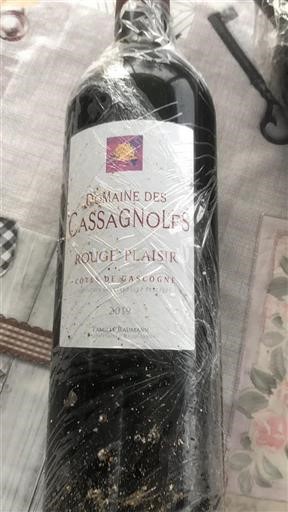 DOMAINE DES
CASSAGNOLES
ROUGE PLAISIR
CÔTES DE GASCOGNE
2019
FAMILLE BAUMANN